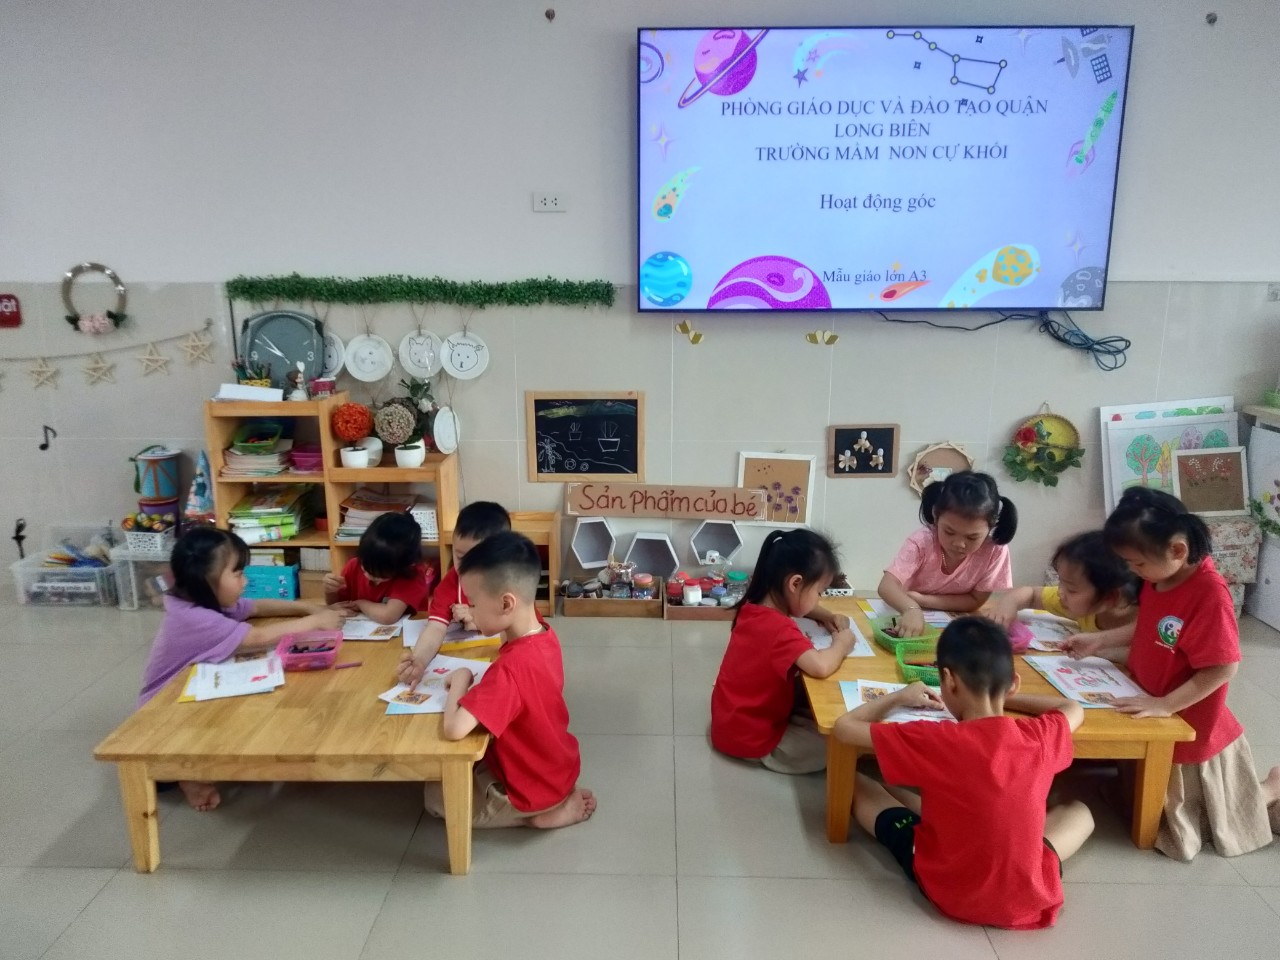 PHÒNG GIÁO DỤC VÀ ĐÀO TẠO QUẬN
LONG BIÊN
TRƯỜNG MẦM NON CỰ KHỐI
Hoạt động góc
Mẫu giáo lớn A3
Sản phẩm của bé